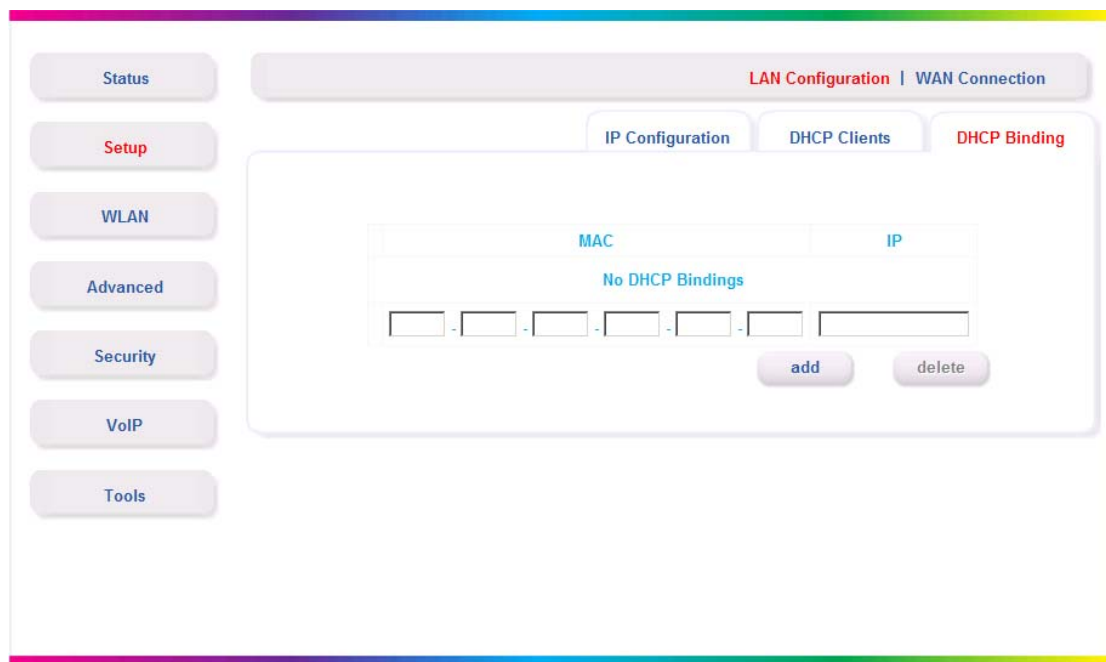 Status
LAN Configuration | WAN Connection
Setup
IP Configuration
DHCP Clients
DHCP Binding
WLAN
Advanced
Security
VoIP
Tools
MAC
IP
No DHCP Bindings
- - - - -
add
delete